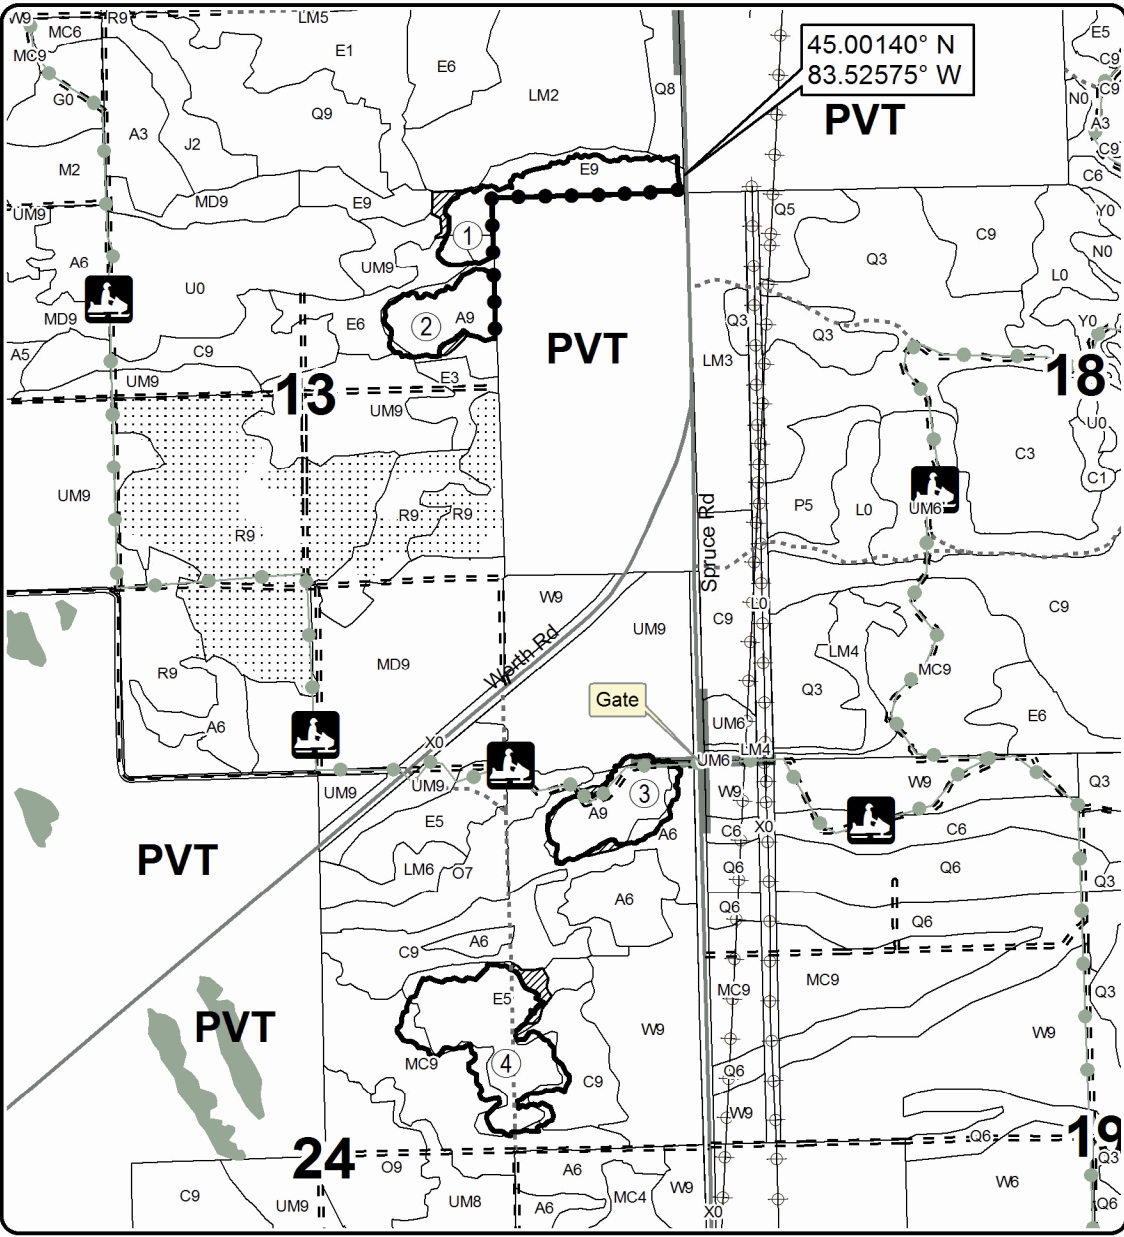 W9
R9
LM5
MC6
E1
E5
45.00140° N
83.52575° W
MC9
E6
C9
Q8
LM2
C9
G0
N0
Q9
PVT
A3
A3
J2
C9
M2
E9
C6
MD9
E9
UM9
Q5
Y0
1
C9
N0
A6
UM9
Q3
L0
U0
MD9
E6
2
A9
Q3
Q3
Y0
A5
C9
PVT
LM3
18
UM9
E3
13
UM9
U0
C3
C1
UM9
P5
L0
UM6
R9
R9
R9
Spruce Rd
W9
L0
C9
C9
UM9
Worth Rd
LM4
MD9
MC9
R9
Q3
Gate
E6
A6
UM6
X0
LM4
UM6
UM9
UM9
W9
W9
Q3
3
A9
E5
A6
C6
X0
C6
PVT
LM6
O7
Q6
Q6
Q3
A6
Q6
Q6
A6
C9
MC9
MC9
E5
Q3
PVT
W9
W9
MC9
4
Q6
C9
W9
24
19
Q6
O9
A6
Q3
C9
UM9
UM8
A6
MC4
W9
W6
X0
Q6